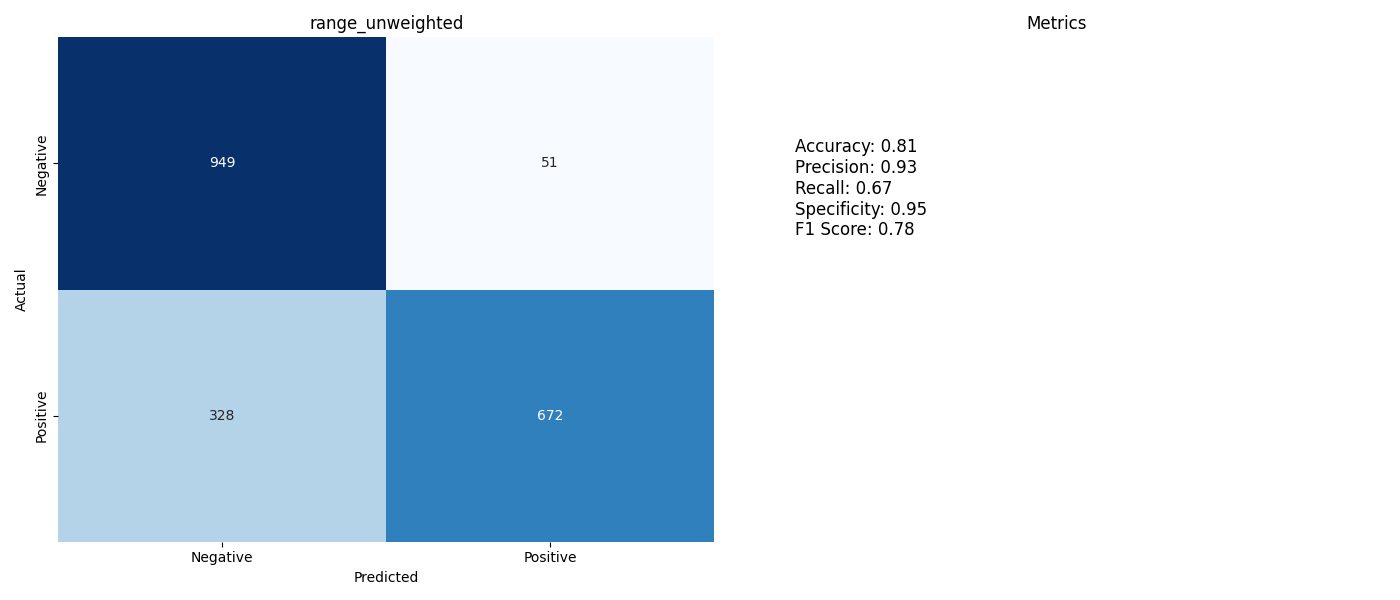 range_unweighted
Negative
949
51
Positive
328
672
Actual
Negative
Positive
Predicted
Metrics
Accuracy: 0.81
Precision: 0.93
Recall: 0.67
Specificity: 0.95
F1 Score: 0.78